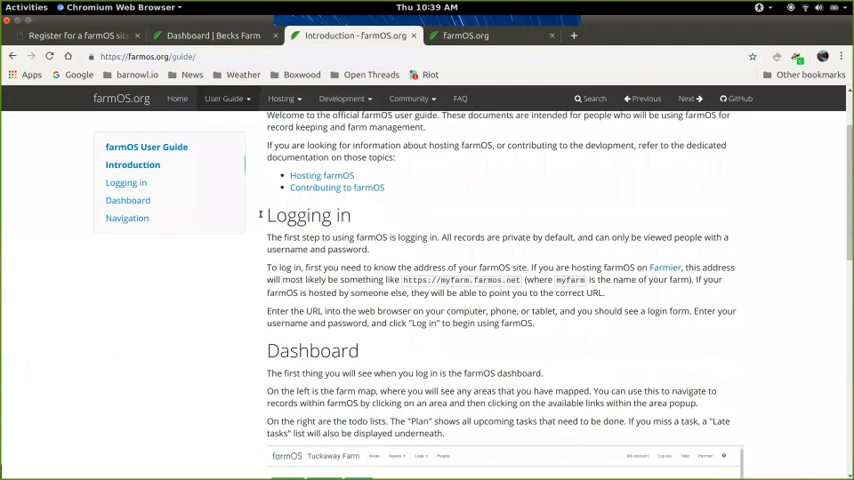 Activities Chromium Web Browser Thu 10:39 AM
Register for a farmOS sit Dashboard | Becks Farm Introduction - farmOS.org farmOS.org
https://farmos.org/guide/
Apps Google barnowl.io News Weather Boxwood Open Threads Riot Other bookmarks
farmOS.org Home User Guide Hosting Development Community FAQ Search Previous Next GitHub
Welcome to the official farmOS user guide. These documents are intended for people who will be using farmOS for
record keeping and farm management.
If you are looking for information about hosting farmOS, or contributing to the devlopment, refer to the dedicated
documentation on those topics:
Hosting farmOS
Contributing to farmOS
farmOS User Guide
Introduction
Logging in
Dashboard
Navigation
Logging in
The first step to using farmOS is logging in. All records are private by default, and can only be viewed people with a
username and password.
To log in, first you need to know the address of your farmOS site. If you are hosting farmOS on Farmier, this address
will most likely be something like https://myfarm.farmos.net (where myfarm is the name of your farm). If your
farmOS is hosted by someone else, they will be able to point you to the correct URL.
Enter the URL into the web browser on your computer, phone, or tablet, and you should see a login form. Enter your
username and password, and click "Log in" to begin using farmOS.
Dashboard
The first thing you will see when you log in is the farmOS dashboard.
On the left is the farm map, where you will see any areas that you have mapped. You can use this to navigate to
records within farmOS by clicking on an area and then clicking on the available links within the area popup.
On the right are the todo lists. The "Plan" shows all upcoming tasks that need to be done. If you miss a task, a "Late
tasks" list will also be displayed underneath.
farmOS Tuckaway Farm Areas Assets Logs People My account Log out Help Farmier